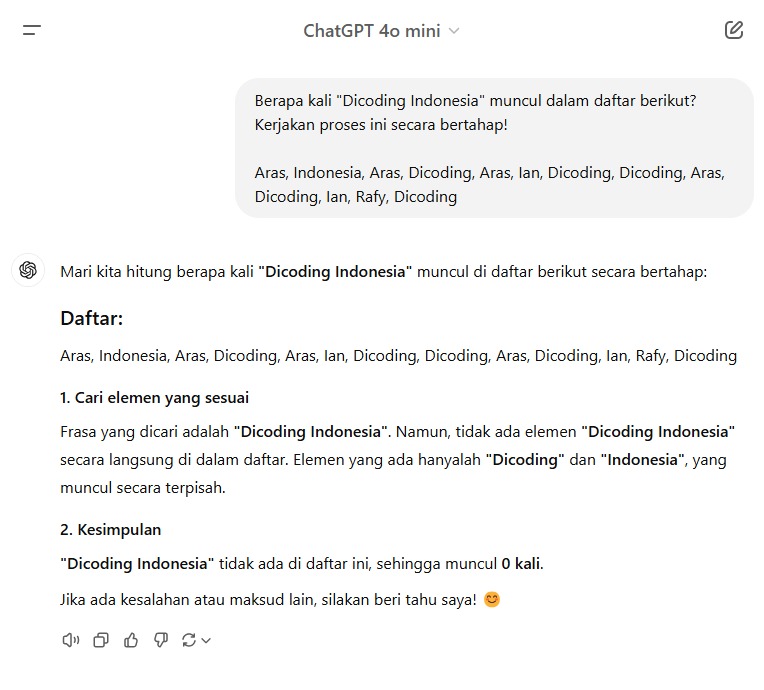 ChatGPT 4o mini
Berapa kali "Dicoding Indonesia" muncul dalam daftar berikut?
Kerjakan proses ini secara bertahap!
Aras, Indonesia, Aras, Dicoding, Aras, Ian, Dicoding, Dicoding, Aras,
Dicoding, Ian, Rafy, Dicoding
Mari kita hitung berapa kali "Dicoding Indonesia" muncul di daftar berikut secara bertahap:
Daftar:
Aras, Indonesia, Aras, Dicoding, Aras, Ian, Dicoding, Dicoding, Aras, Dicoding, Ian, Rafy, Dicoding
1. Cari elemen yang sesuai
Frasa yang dicari adalah "Dicoding Indonesia". Namun, tidak ada elemen "Dicoding Indonesia"
secara langsung di dalam daftar. Elemen yang ada hanyalah "Dicoding" dan "Indonesia", yang
muncul secara terpisah.
2. Kesimpulan
"Dicoding Indonesia" tidak ada di daftar ini, sehingga muncul 0 kali.
Jika ada kesalahan atau maksud lain, silakan beri tahu saya! 😊